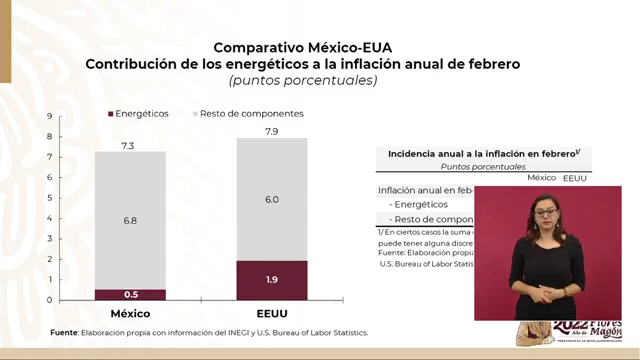 Comparativo México-EUA
Contribución de los energéticos a la inflación anual de febrero
(puntos porcentuales)
Energéticos
Resto de componentes
9
8
7
6
5
4
3
2
1
0
7.3
6.8
0.5
México
7.9
6.0
1.9
EEUU
Fuente: Elaboración propia con información del INEGI y U.S. Bureau of Labor Statistics.
Incidencia anual a la inflación en febrero1/
Puntos porcentuales
México EEUU
Inflación anual en feb
- Energéticos
- Resto de compon
1/ En ciertos casos la suma
puede tener alguna discre
Fuente: Elaboración propia
U.S. Bureau of Labor Statis
2022 Flores
Año de Magón